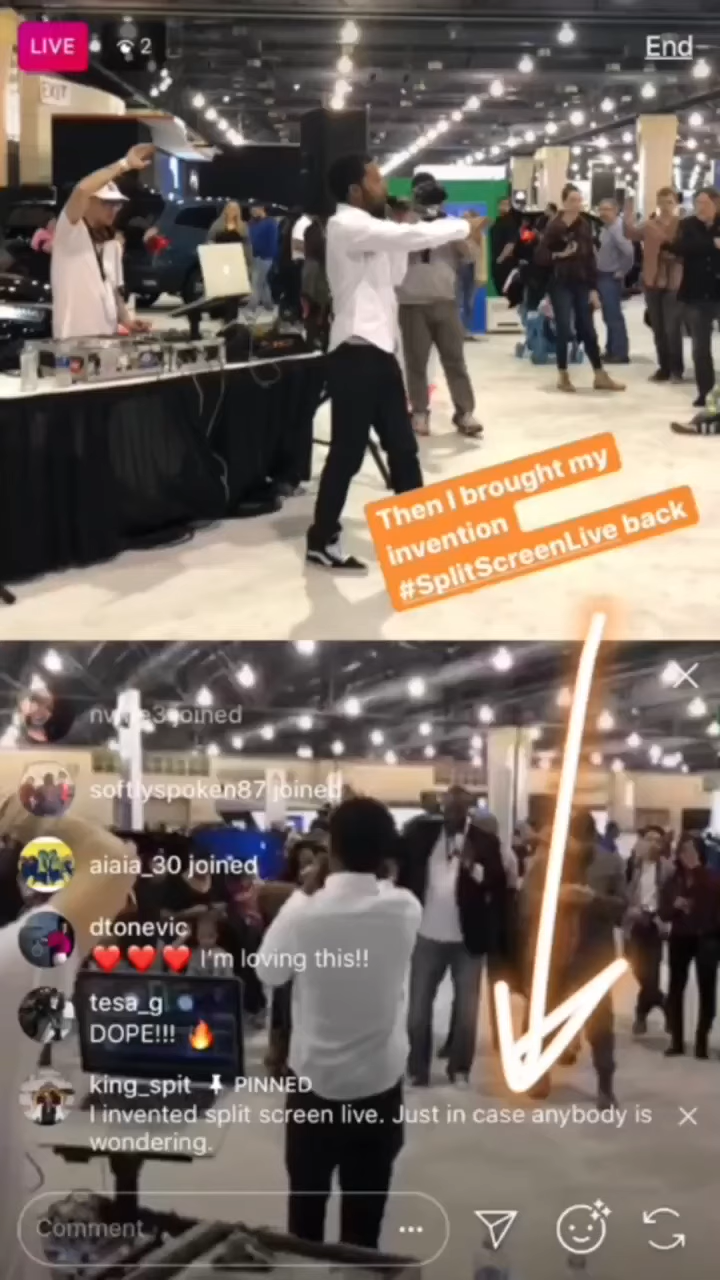 LIVE
2
End
EXIT
Then I brought my
invention
#SplitScreenLive back
joined
softlyspoken87 joined
aiaia_30 joined
dtonevic
❤️ ❤️ ❤️ I'm loving this!!
tesa_g
DOPE!!! 🔥
king_spit PINNED
I invented split screen live. Just in case anybody is
wondering.
Comment